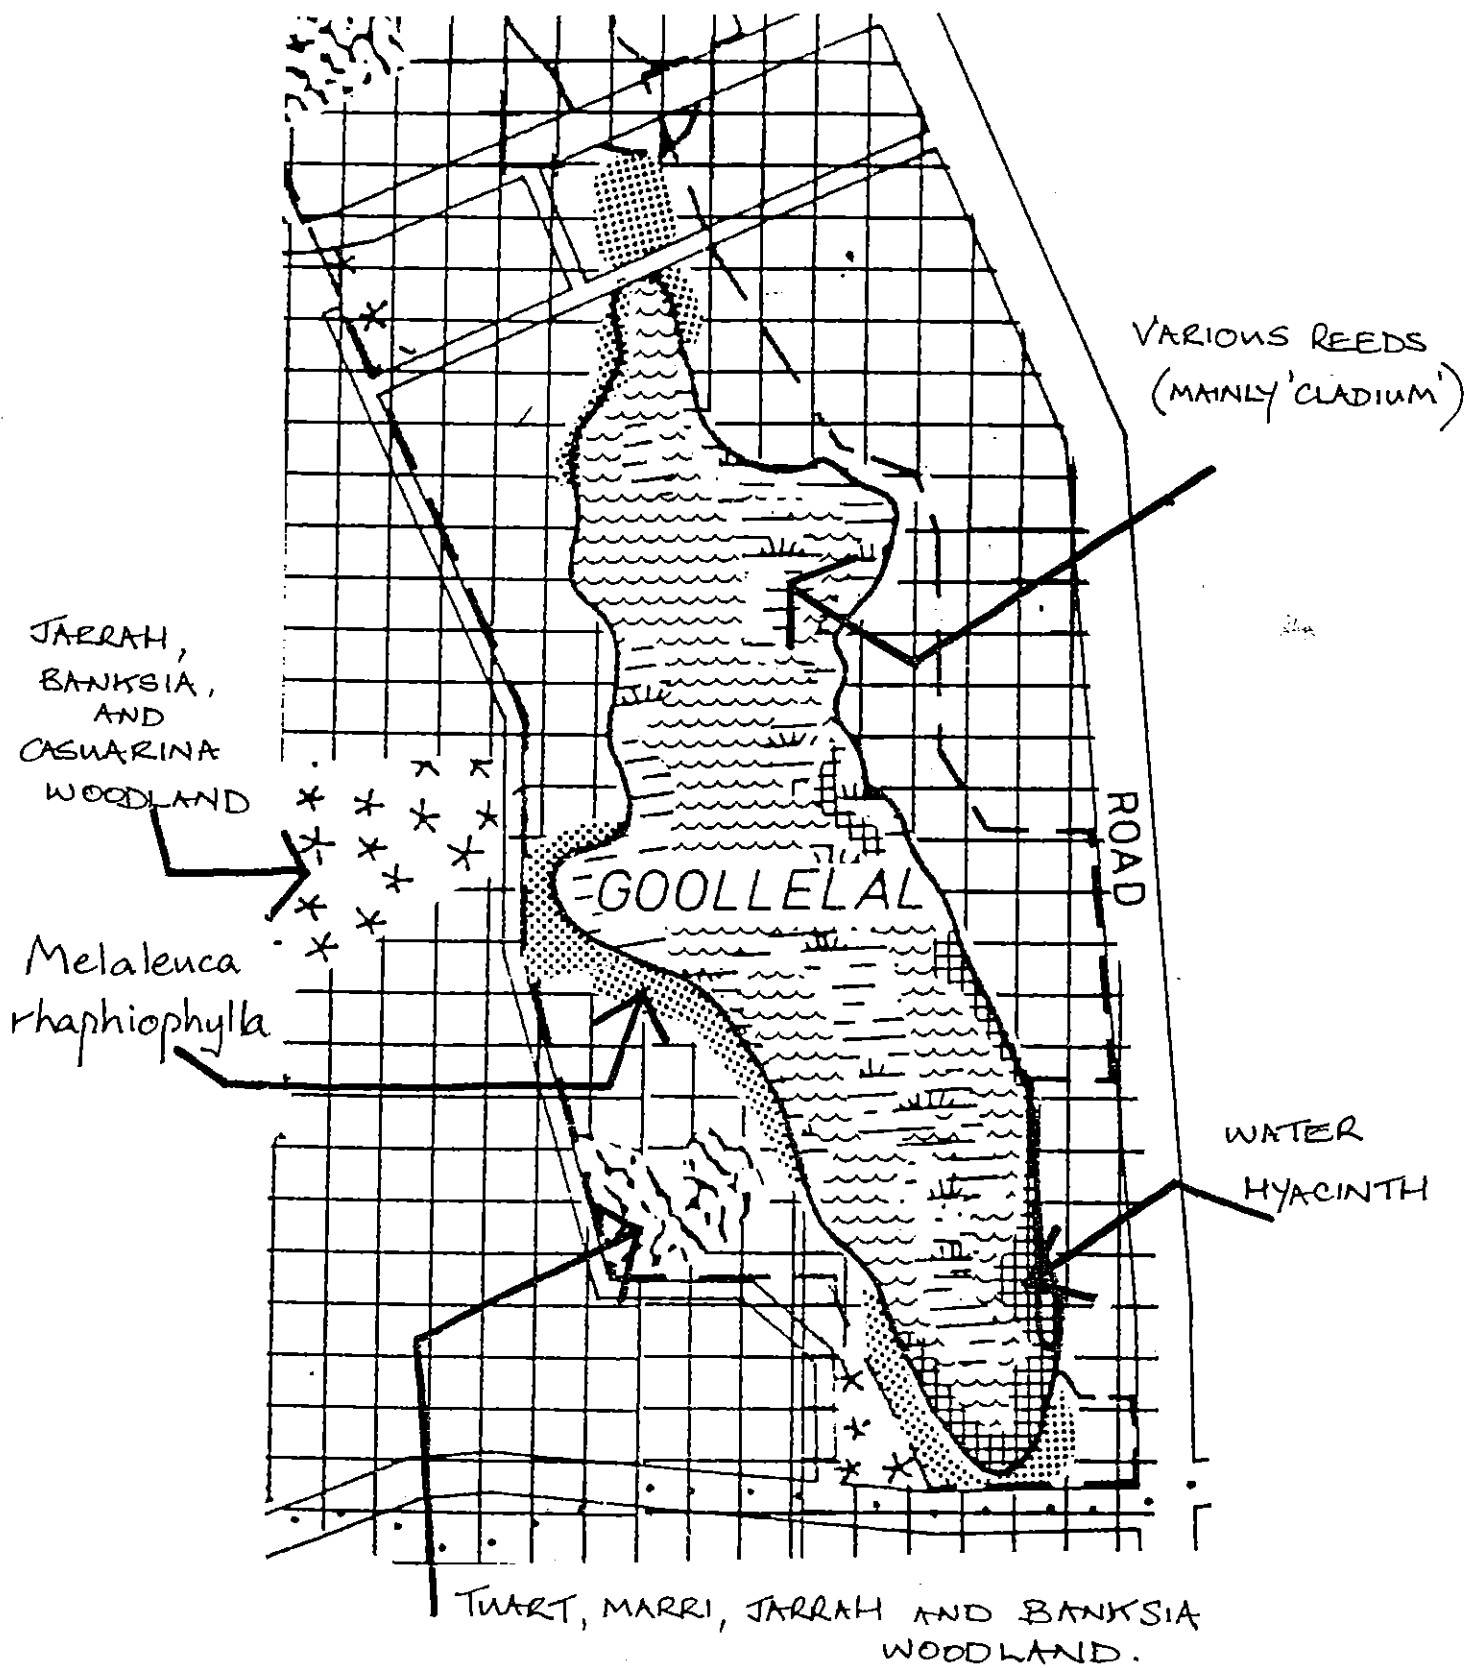 VARIOUS REEDS
(MAINLY 'CLADIUM')
JARRAH,
BANKSIA,
AND
CASUARINA
WOODLAND
ROAD
GOOLLELAL
Melaleuca
rhaphiophylla
WATER
HYACINTH
TUART, MARRI, JARRAH AND BANKSIA
WOODLAND.